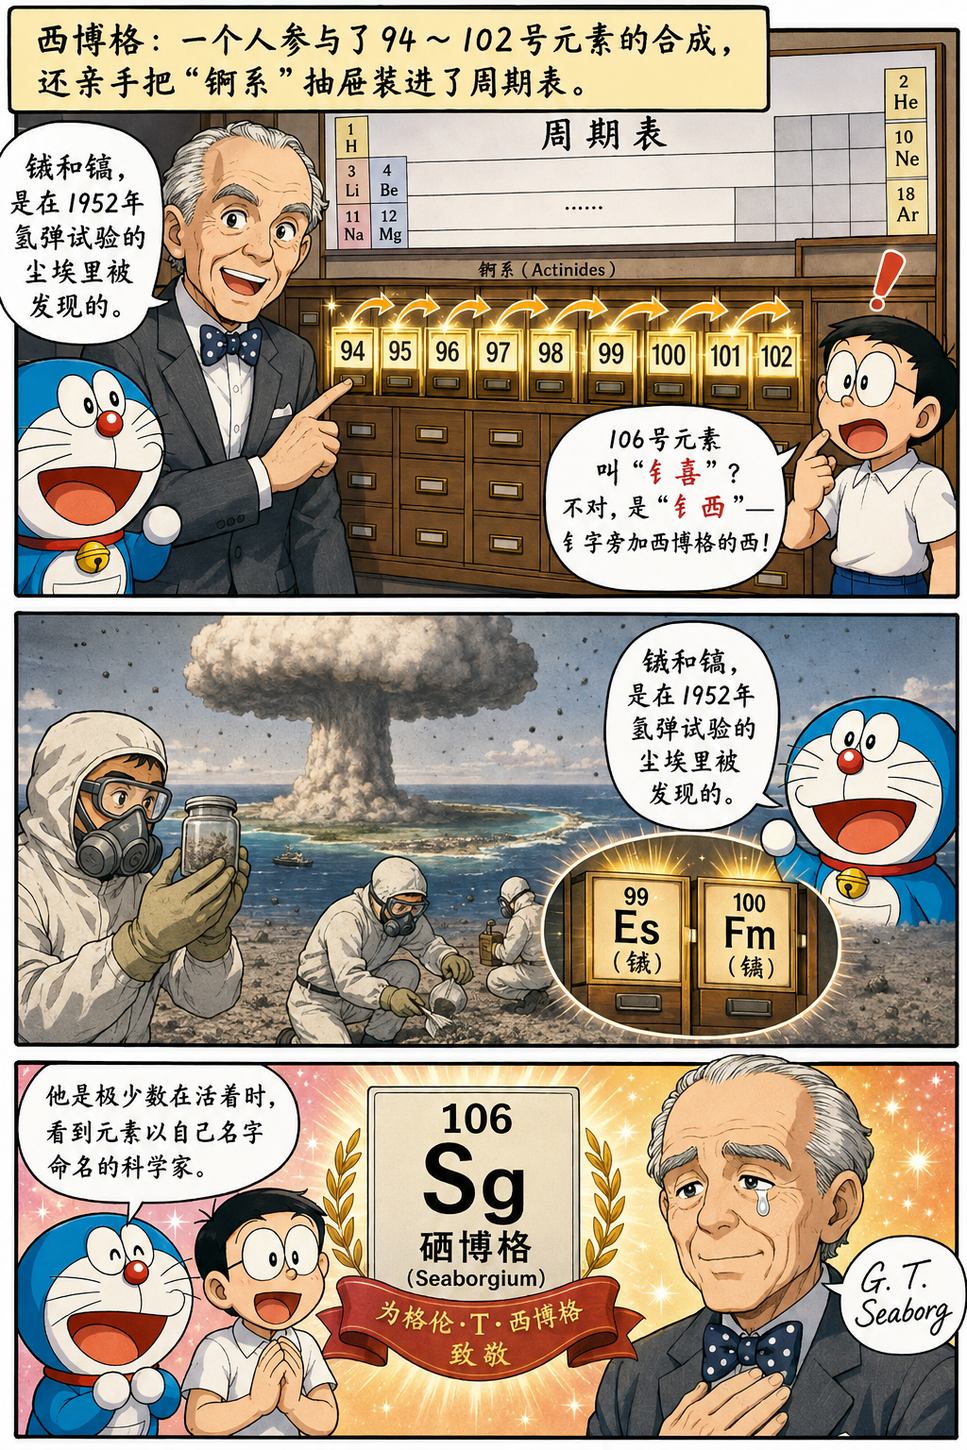 西博格：一个人参与了94～102号元素的合成，
还亲手把“锕系”抽屉装进了周期表。
锇和镐，
是在1952年
氢弹试验的
尘埃里被
发现的。
周期表
1
H
3
Li
4
Be
11
Na
12
Mg
……
2
He
10
Ne
18
Ar
锕系（Actinides）
94 95 96 97 98 99 100 101 102
106号元素
叫“钅喜”？
不对，是“钅西”—
钅字旁加西博格的西！
锇和镐，
是在1952年
氢弹试验的
尘埃里被
发现的。
99
Es
（锇）
100
Fm
他是极少数在活着时，
看到元素以自己名字
命名的科学家。
106
Sg
硒博格
(Seaborgium)
为格伦·T·西博格
致敬
G. T.
Seaborg